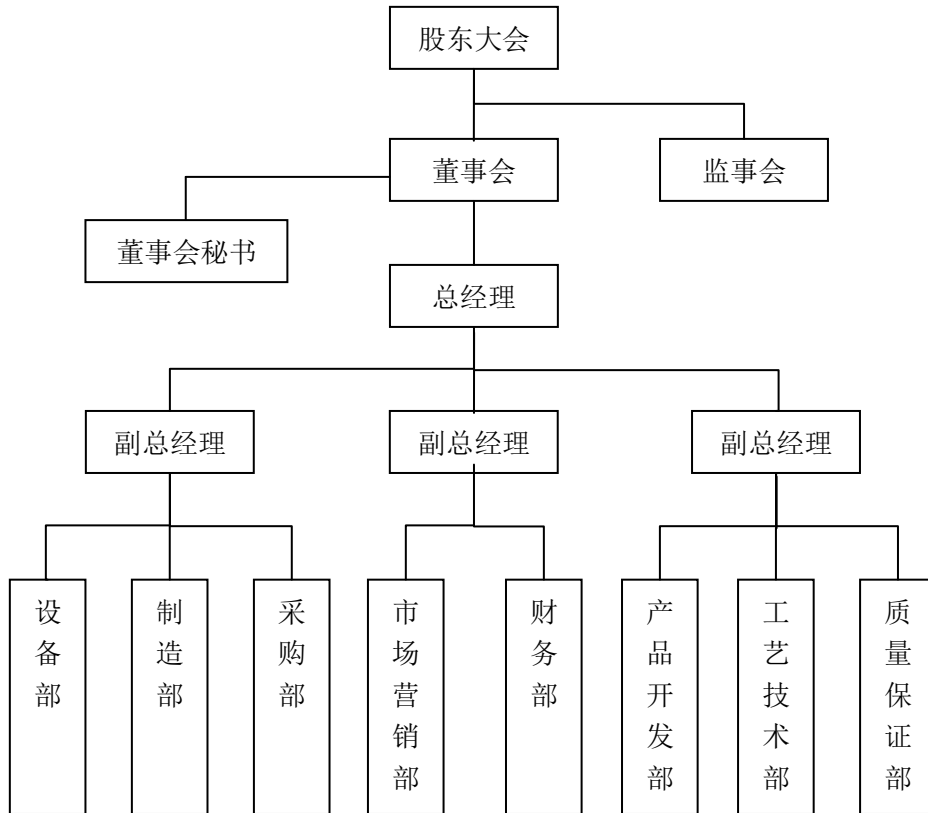 股东大会
董事会
监事会
董事会秘书
总经理
副总经理
副总经理
副总经理
设备部
制造部
采购部
市场营销部
财务部
产品开发部
工艺技术部
质量保证部